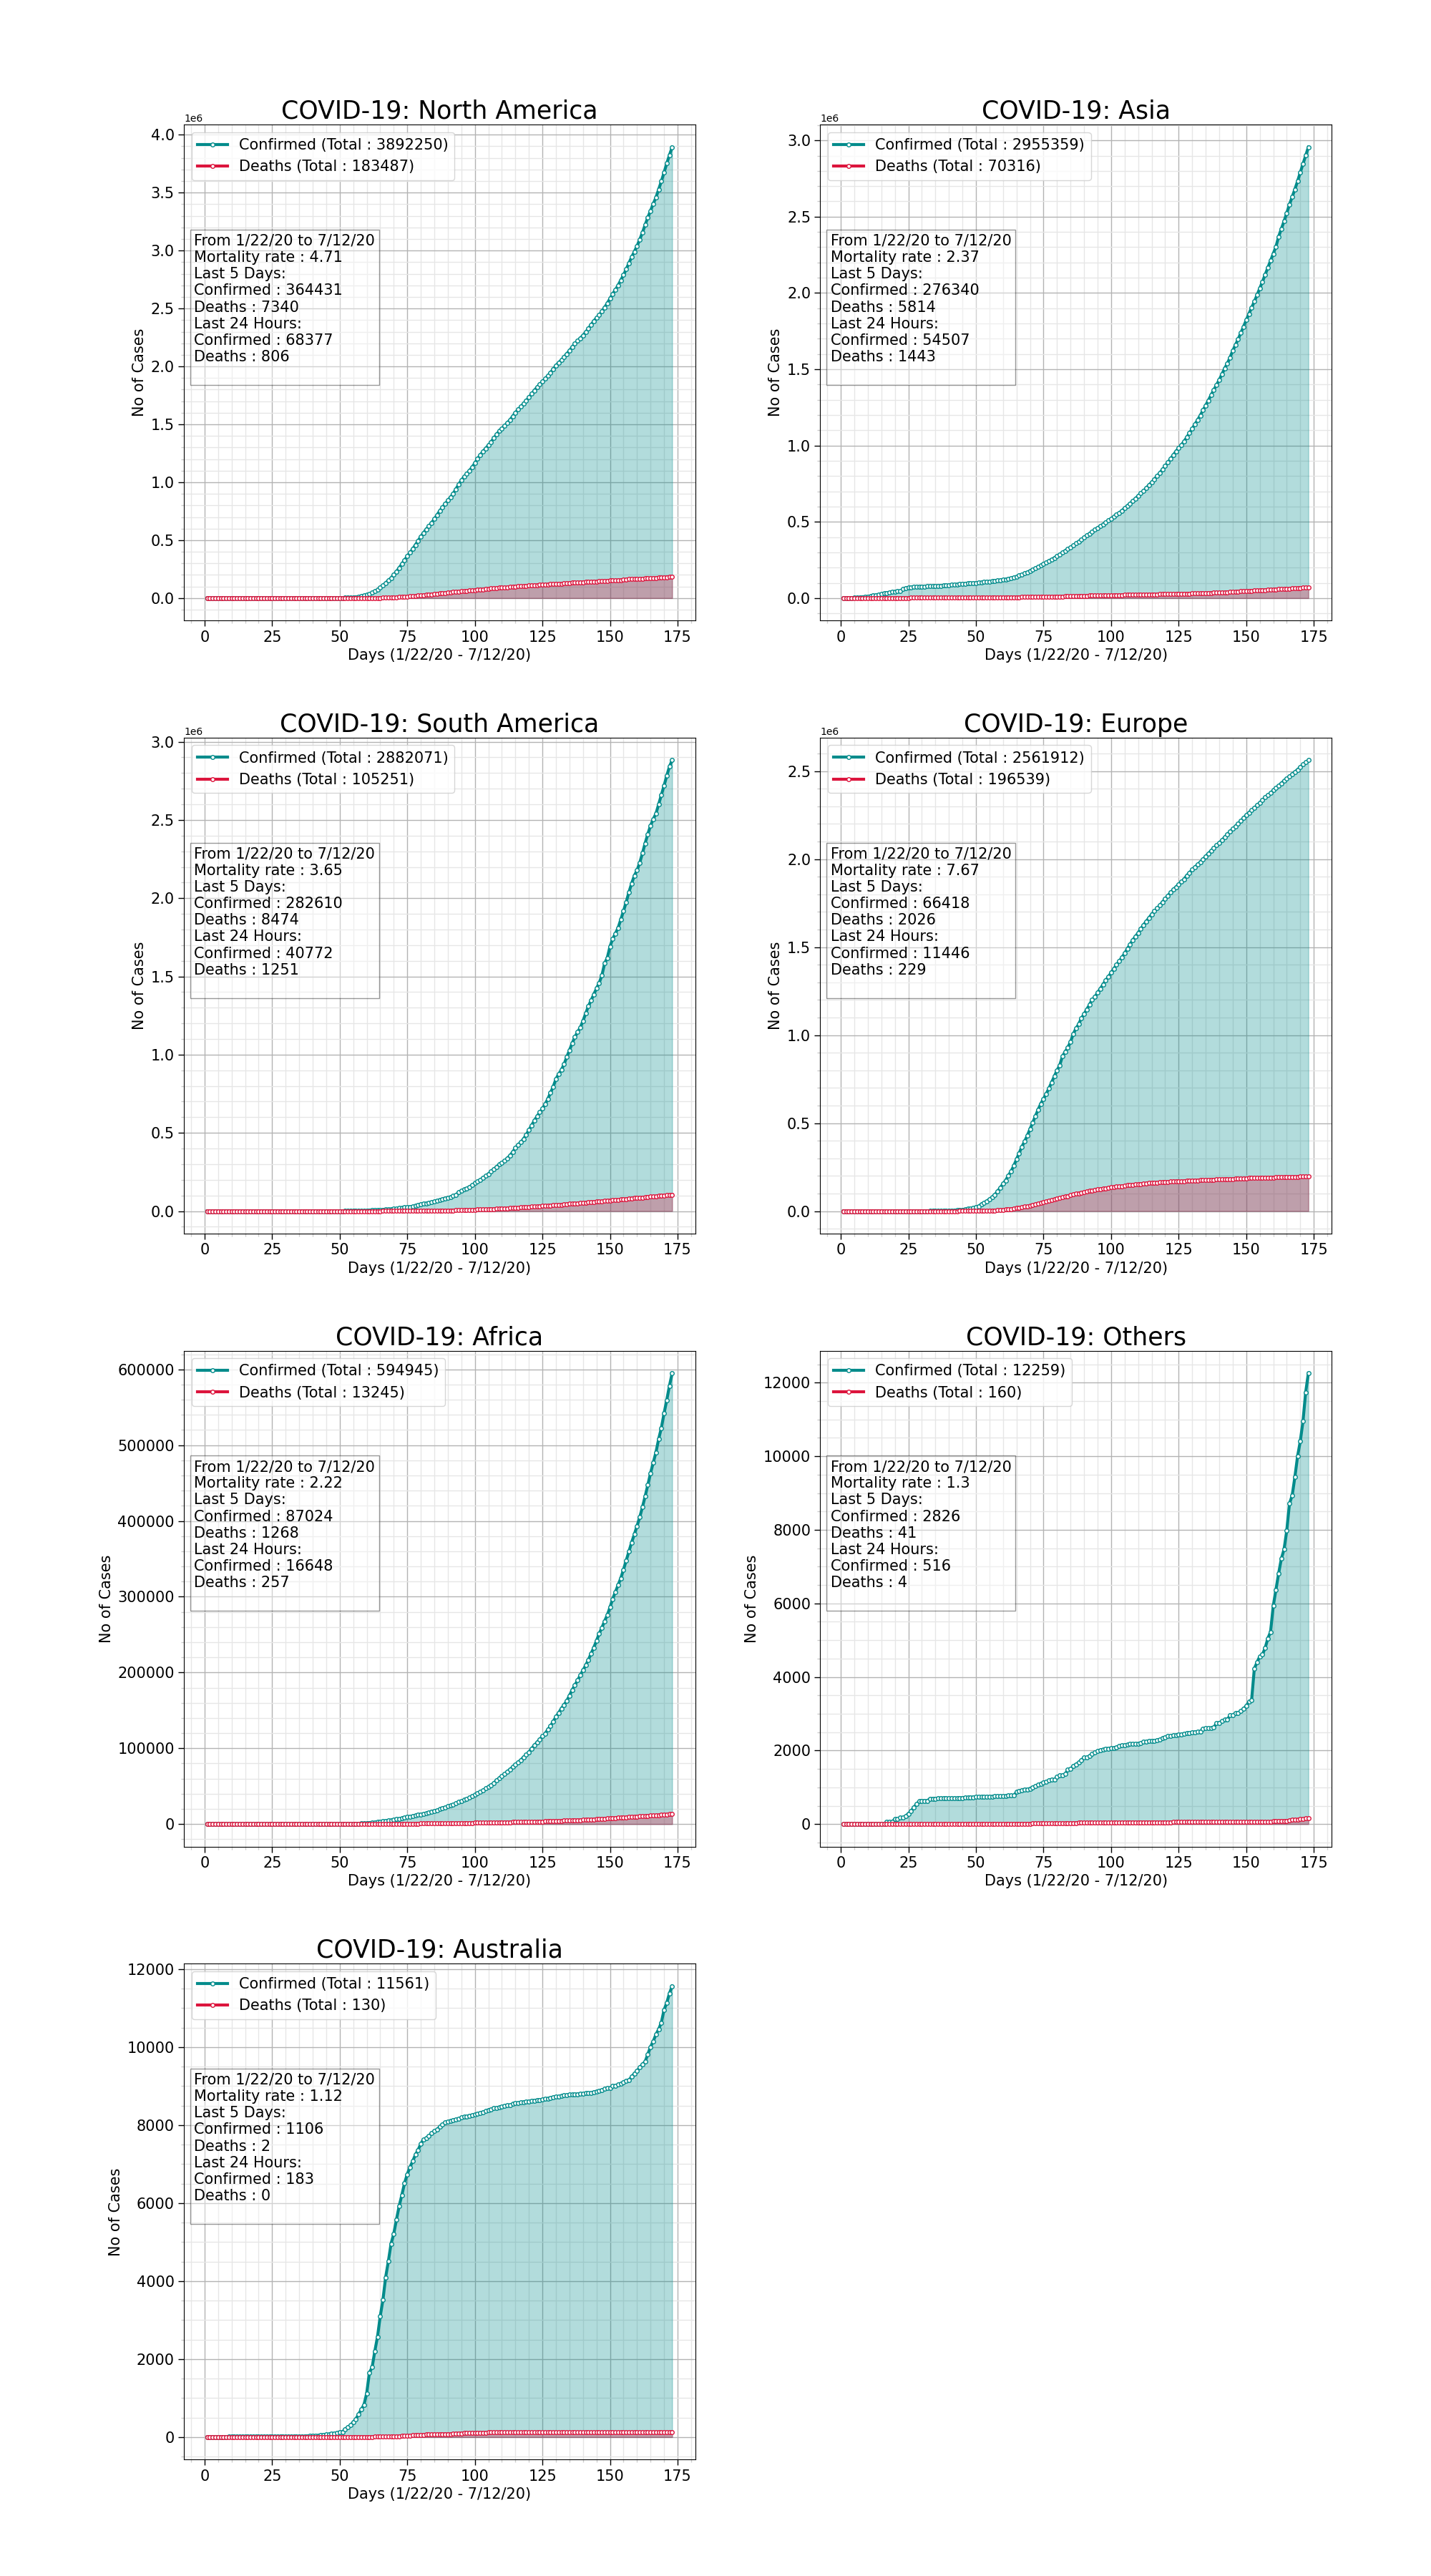 COVID-19: North America
1e6
4.0
3.5
3.0
2.5
2.0
1.5
1.0
0.5
0.0
No of Cases
Confirmed (Total : 3892250)
Deaths (Total : 183487)
From 1/22/20 to 7/12/20
Mortality rate : 4.71
Last 5 Days:
Confirmed : 364431
Deaths : 7340
Last 24 Hours:
Confirmed : 68377
Deaths : 806
0 25 50 75 100 125 150 175
Days (1/22/20 - 7/12/20)
COVID-19: Asia
1e6
3.0
2.5
2.0
1.5
1.0
0.5
0.0
No of Cases
Confirmed (Total : 2955359)
Deaths (Total : 70316)
From 1/22/20 to 7/12/20
Mortality rate : 2.37
Last 5 Days:
Confirmed : 276340
Deaths : 5814
Last 24 Hours:
Confirmed : 54507
Deaths : 1443
0 25 50 75 100 125 150 175
Days (1/22/20 - 7/12/20)
COVID-19: South America
1e6
3.0
2.5
2.0
1.5
1.0
0.5
0.0
No of Cases
Confirmed (Total : 2882071)
Deaths (Total : 105251)
From 1/22/20 to 7/12/20
Mortality rate : 3.65
Last 5 Days:
Confirmed : 282610
Deaths : 8474
Last 24 Hours:
Confirmed : 40772
Deaths : 1251
0 25 50 75 100 125 150 175
Days (1/22/20 - 7/12/20)
COVID-19: Europe
1e6
2.5
2.0
1.5
1.0
0.5
0.0
No of Cases
Confirmed (Total : 2561912)
Deaths (Total : 196539)
From 1/22/20 to 7/12/20
Mortality rate : 7.67
Last 5 Days:
Confirmed : 66418
Deaths : 2026
Last 24 Hours:
Confirmed : 11446
Deaths : 229
0 25 50 75 100 125 150 175
Days (1/22/20 - 7/12/20)
COVID-19: Africa
600000
500000
400000
300000
200000
100000
0
No of Cases
Confirmed (Total : 594945)
Deaths (Total : 13245)
From 1/22/20 to 7/12/20
Mortality rate : 2.22
Last 5 Days:
Confirmed : 87024
Deaths : 1268
Last 24 Hours:
Confirmed : 16648
Deaths : 257
0 25 50 75 100 125 150 175
Days (1/22/20 - 7/12/20)
COVID-19: Others
12000
10000
8000
6000
4000
2000
0
No of Cases
Confirmed (Total : 12259)
Deaths (Total : 160)
From 1/22/20 to 7/12/20
Mortality rate : 1.3
Last 5 Days:
Confirmed : 2826
Deaths : 41
Last 24 Hours:
Confirmed : 516
Deaths : 4
0 25 50 75 100 125 150 175
Days (1/22/20 - 7/12/20)
COVID-19: Australia
12000
10000
8000
6000
4000
2000
0
No of Cases
Confirmed (Total : 11561)
Deaths (Total : 130)
From 1/22/20 to 7/12/20
Mortality rate : 1.12
Last 5 Days:
Confirmed : 1106
Deaths : 2
Last 24 Hours:
Confirmed : 183
Deaths : 0
0 25 50 75 100 125 150 175
Days (1/22/20 - 7/12/20)